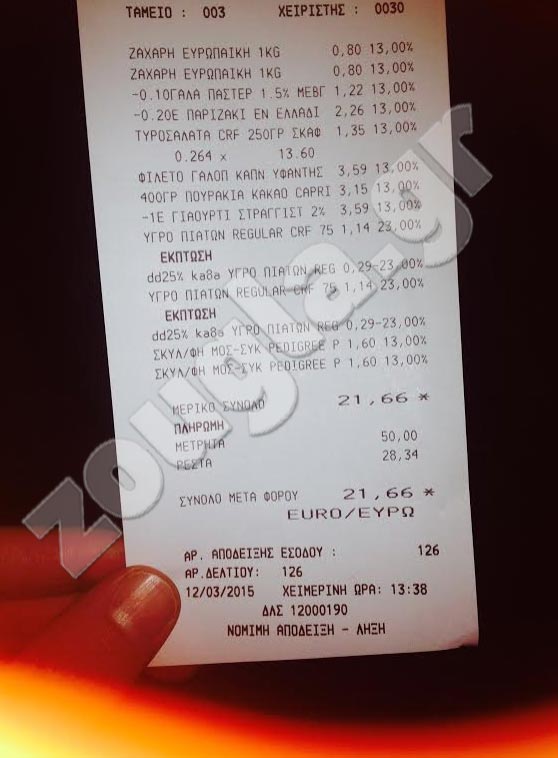 ΤΑΜΕΙΟ : 003 ΧΕΙΡΙΣΤΗΣ : 0030
ΖΑΧΑΡΗ ΕΥΡΩΠΑΙΚΗ 1KG 0,80 13,00%
ΖΑΧΑΡΗ ΕΥΡΩΠΑΙΚΗ 1KG 0,80 13,00%
-0.10ΓΑΛΑ ΠΑΣΤΕΡ 1.5% ΜΕΒΓ 1,22 13,00%
-0.20Ε ΠΑΡΙΖΑΚΙ ΕΝ ΕΛΛΑΔΙ 2,26 13,00%
ΤΥΡΟΣΑΛΑΤΑ CRF 250ΓΡ ΣΚΑΦ 1,35 13,00%
0.264 x 13.60
ΦΙΛΕΤΟ ΓΑΛΟΠ ΚΑΠΝ ΥΦΑΝΤΗΣ 3,59 13,00%
400ΓΡ ΠΟΥΡΑΚΙΑ ΚΑΚΑΟ CAPRI 3,15 13,00%
-1Ε ΓΙΑΟΥΡΤΙ ΣΤΡΑΓΓΙΣΤ 2% 3,59 13,00%
ΥΓΡΟ ΠΙΑΤΩΝ REGULAR CRF 75 1,14 23,00%
ΕΚΠΤΩΣΗ
dd25% ka8a ΥΓΡΟ ΠΙΑΤΩΝ REG 0,29-23,00%
ΥΓΡΟ ΠΙΑΤΩΝ REGULAR CRF 75 1,14 23,00%
ΕΚΠΤΩΣΗ
dd25% ka8a ΥΓΡΟ ΠΙΑΤΩΝ REG 0,29-23,00%
ΣΚΥΛ/ΦΗ ΜΟΣ-ΣΥΚ PEDIGREE P 1,60 13,00%
ΣΚΥΛ/ΦΗ ΜΟΣ-ΣΥΚ PEDIGREE P 1,60 13,00%
ΜΕΡΙΚΟ ΣΥΝΟΛΟ 21,66 *
ΠΛΗΡΩΜΗ
ΜΕΤΡΗΤΑ 50,00
ΡΕΣΤΑ 28,34
ΣΥΝΟΛΟ ΜΕΤΑ ΦΟΡΟΥ 21,66 *
EURO/ΕΥΡΩ
ΑΡ. ΑΠΟΔΕΙΞΗΣ ΕΣΟΔΟΥ : 126
ΑΡ.ΔΕΛΤΙΟΥ: 126
12/03/2015 ΧΕΙΜΕΡΙΝΗ ΩΡΑ: 13:38
ΔΛΣ 12000190
ΝΟΜΙΜΗ ΑΠΟΔΕΙΞΗ - ΛΗΞΗ
zougla.gr